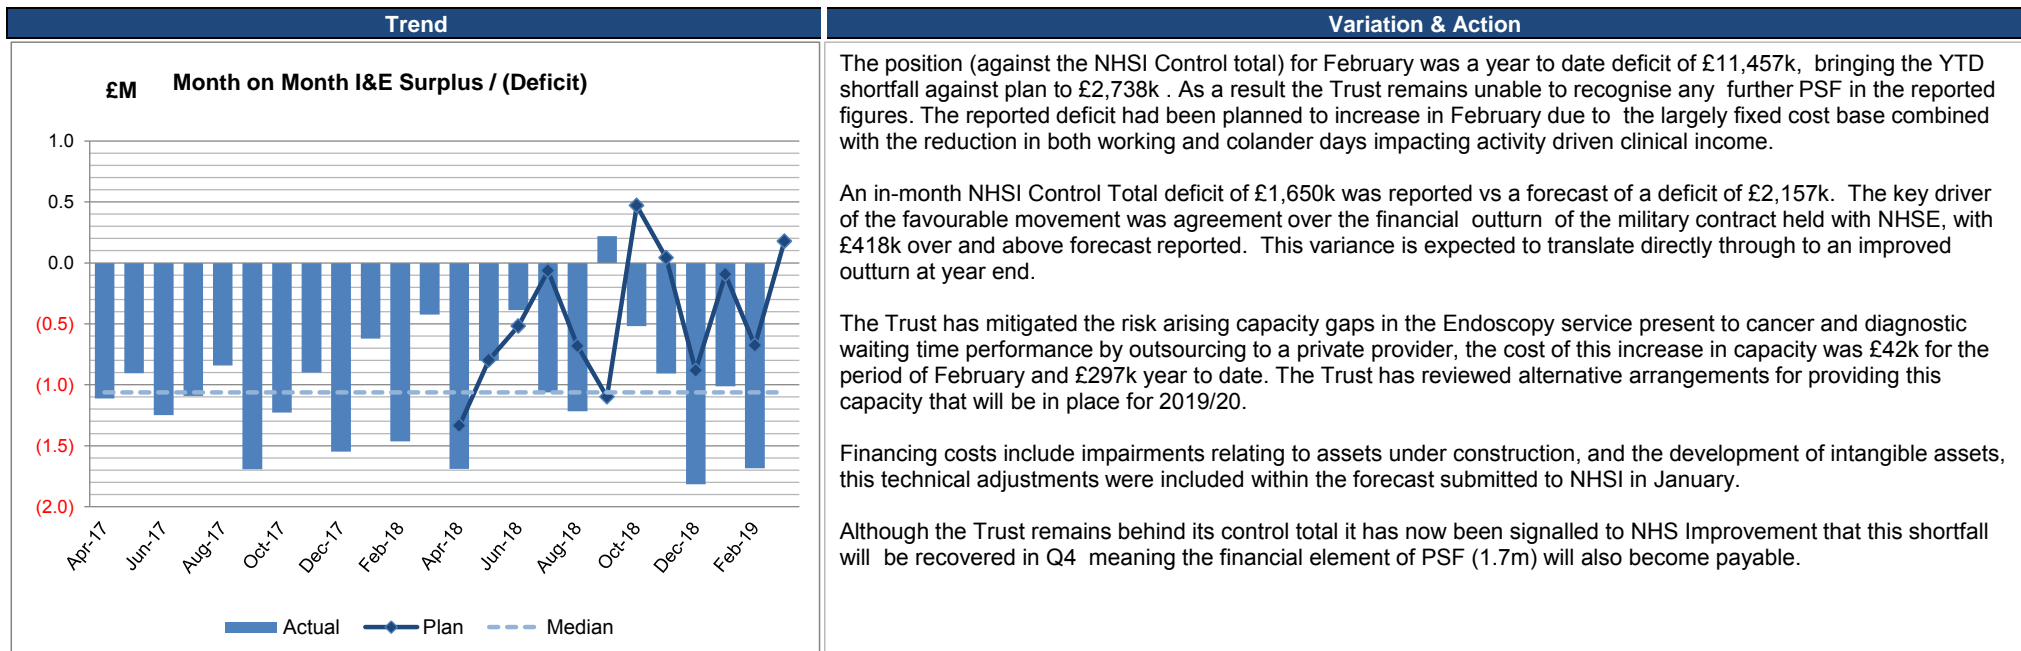 Trend
Variation & Action
£M
Month on Month I&E Surplus / (Deficit)
1.0
0.5
0.0
(0.5)
(1.0)
(1.5)
(2.0)
Apr-17
Jun-17
Aug-17
Oct-17
Dec-17
Feb-18
Apr-18
Jun-18
Aug-18
Oct-18
Dec-18
Feb-19
Actual
Plan
Median
The position (against the NHSI Control total) for February was a year to date deficit of £11,457k, bringing the YTD
shortfall against plan to £2,738k . As a result the Trust remains unable to recognise any further PSF in the reported
figures. The reported deficit had been planned to increase in February due to the largely fixed cost base combined
with the reduction in both working and colander days impacting activity driven clinical income.
An in-month NHSI Control Total deficit of £1,650k was reported vs a forecast of a deficit of £2,157k. The key driver
of the favourable movement was agreement over the financial outturn of the military contract held with NHSE, with
£418k over and above forecast reported. This variance is expected to translate directly through to an improved
outturn at year end.
The Trust has mitigated the risk arising capacity gaps in the Endoscopy service present to cancer and diagnostic
waiting time performance by outsourcing to a private provider, the cost of this increase in capacity was £42k for the
period of February and £297k year to date. The Trust has reviewed alternative arrangements for providing this
capacity that will be in place for 2019/20.
Financing costs include impairments relating to assets under construction, and the development of intangible assets,
this technical adjustments were included within the forecast submitted to NHSI in January.
Although the Trust remains behind its control total it has now been signalled to NHS Improvement that this shortfall
will be recovered in Q4 meaning the financial element of PSF (1.7m) will also become payable.